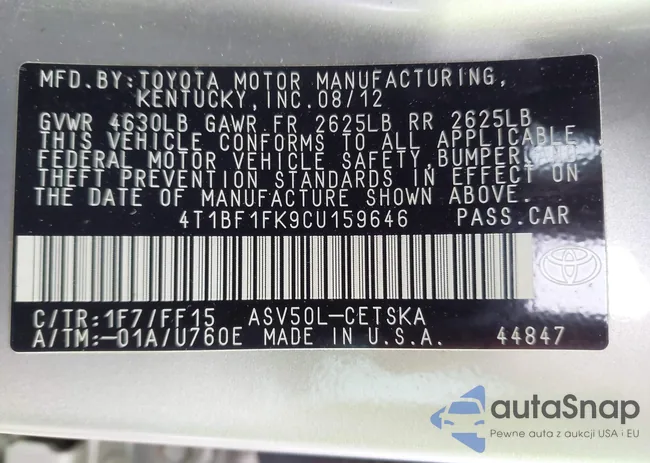 MFD.BY:TOYOTA MOTOR MANUFACTURING,
KENTUCKY, INC. 08/12
GVWR 4630LB GAWR FR 2625LB RR 2625LB
THIS VEHICLE CONFORMS TO ALL APPLICABLE
FEDERAL MOTOR VEHICLE SAFETY, BUMPER, AND
THEFT PREVENTION STANDARDS IN EFFECT ON
THE DATE OF MANUFACTURE SHOWN ABOVE.
4T1BF1FK9CU159646 PASS.CAR
C/TR:1F7/FF15 ASV50L-CETSKA
A/TM:-01A/U760E MADE IN U.S.A. 44847
autaSnap
Pewne auta z aukcji USA i EU